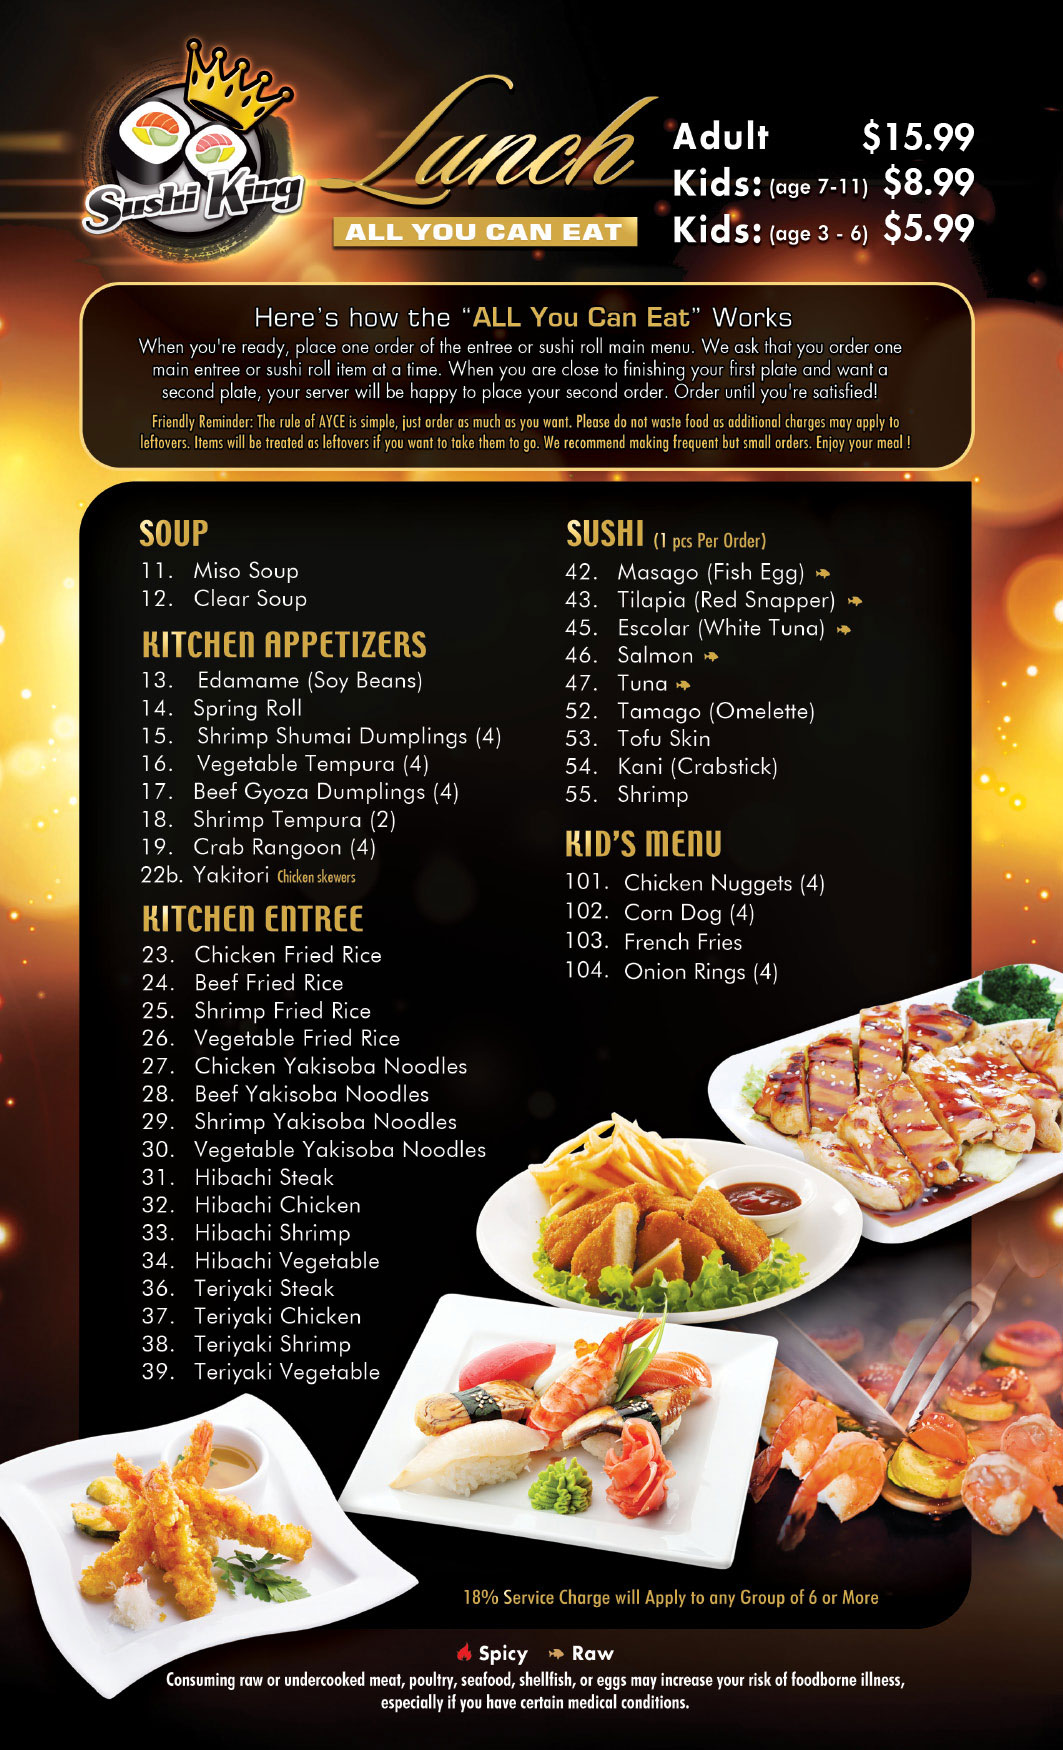 Sushi King
Lunch
ALL YOU CAN EAT
Adult $15.99
Kids: (age 7-11) $8.99
Kids: (age 3 - 6) $5.99
Here's how the "ALL You Can Eat" Works
When you're ready, place one order of the entree or sushi roll main menu. We ask that you order one
main entree or sushi roll item at a time. When you are close to finishing your first plate and want a
second plate, your server will be happy to place your second order. Order until you're satisfied!
Friendly Reminder: The rule of AYCE is simple, just order as much as you want. Please do not waste food as additional charges may apply to
leftovers. Items will be treated as leftovers if you want to take them to go. We recommend making frequent but small orders. Enjoy your meal !
SOUP
11. Miso Soup
12. Clear Soup
KITCHEN APPETIZERS
13. Edamame (Soy Beans)
14. Spring Roll
15. Shrimp Shumai Dumplings (4)
16. Vegetable Tempura (4)
17. Beef Gyoza Dumplings (4)
18. Shrimp Tempura (2)
19. Crab Rangoon (4)
22b. Yakitori Chicken skewers
KITCHEN ENTREE
23. Chicken Fried Rice
24. Beef Fried Rice
25. Shrimp Fried Rice
26. Vegetable Fried Rice
27. Chicken Yakisoba Noodles
28. Beef Yakisoba Noodles
29. Shrimp Yakisoba Noodles
30. Vegetable Yakisoba Noodles
31. Hibachi Steak
32. Hibachi Chicken
33. Hibachi Shrimp
34. Hibachi Vegetable
36. Teriyaki Steak
37. Teriyaki Chicken
38. Teriyaki Shrimp
39. Teriyaki Vegetable
SUSHI (1 pcs Per Order)
42. Masago (Fish Egg)
43. Tilapia (Red Snapper)
45. Escolar (White Tuna)
46. Salmon
47. Tuna
52. Tamago (Omelette)
53. Tofu Skin
54. Kani (Crabstick)
55. Shrimp
KID'S MENU
101. Chicken Nuggets (4)
102. Corn Dog (4)
103. French Fries
104. Onion Rings (4)
18% Service Charge will Apply to any Group of 6 or More
Spicy Raw
Consuming raw or undercooked meat, poultry, seafood, shellfish, or eggs may increase your risk of foodborne illness,
especially if you have certain medical conditions.